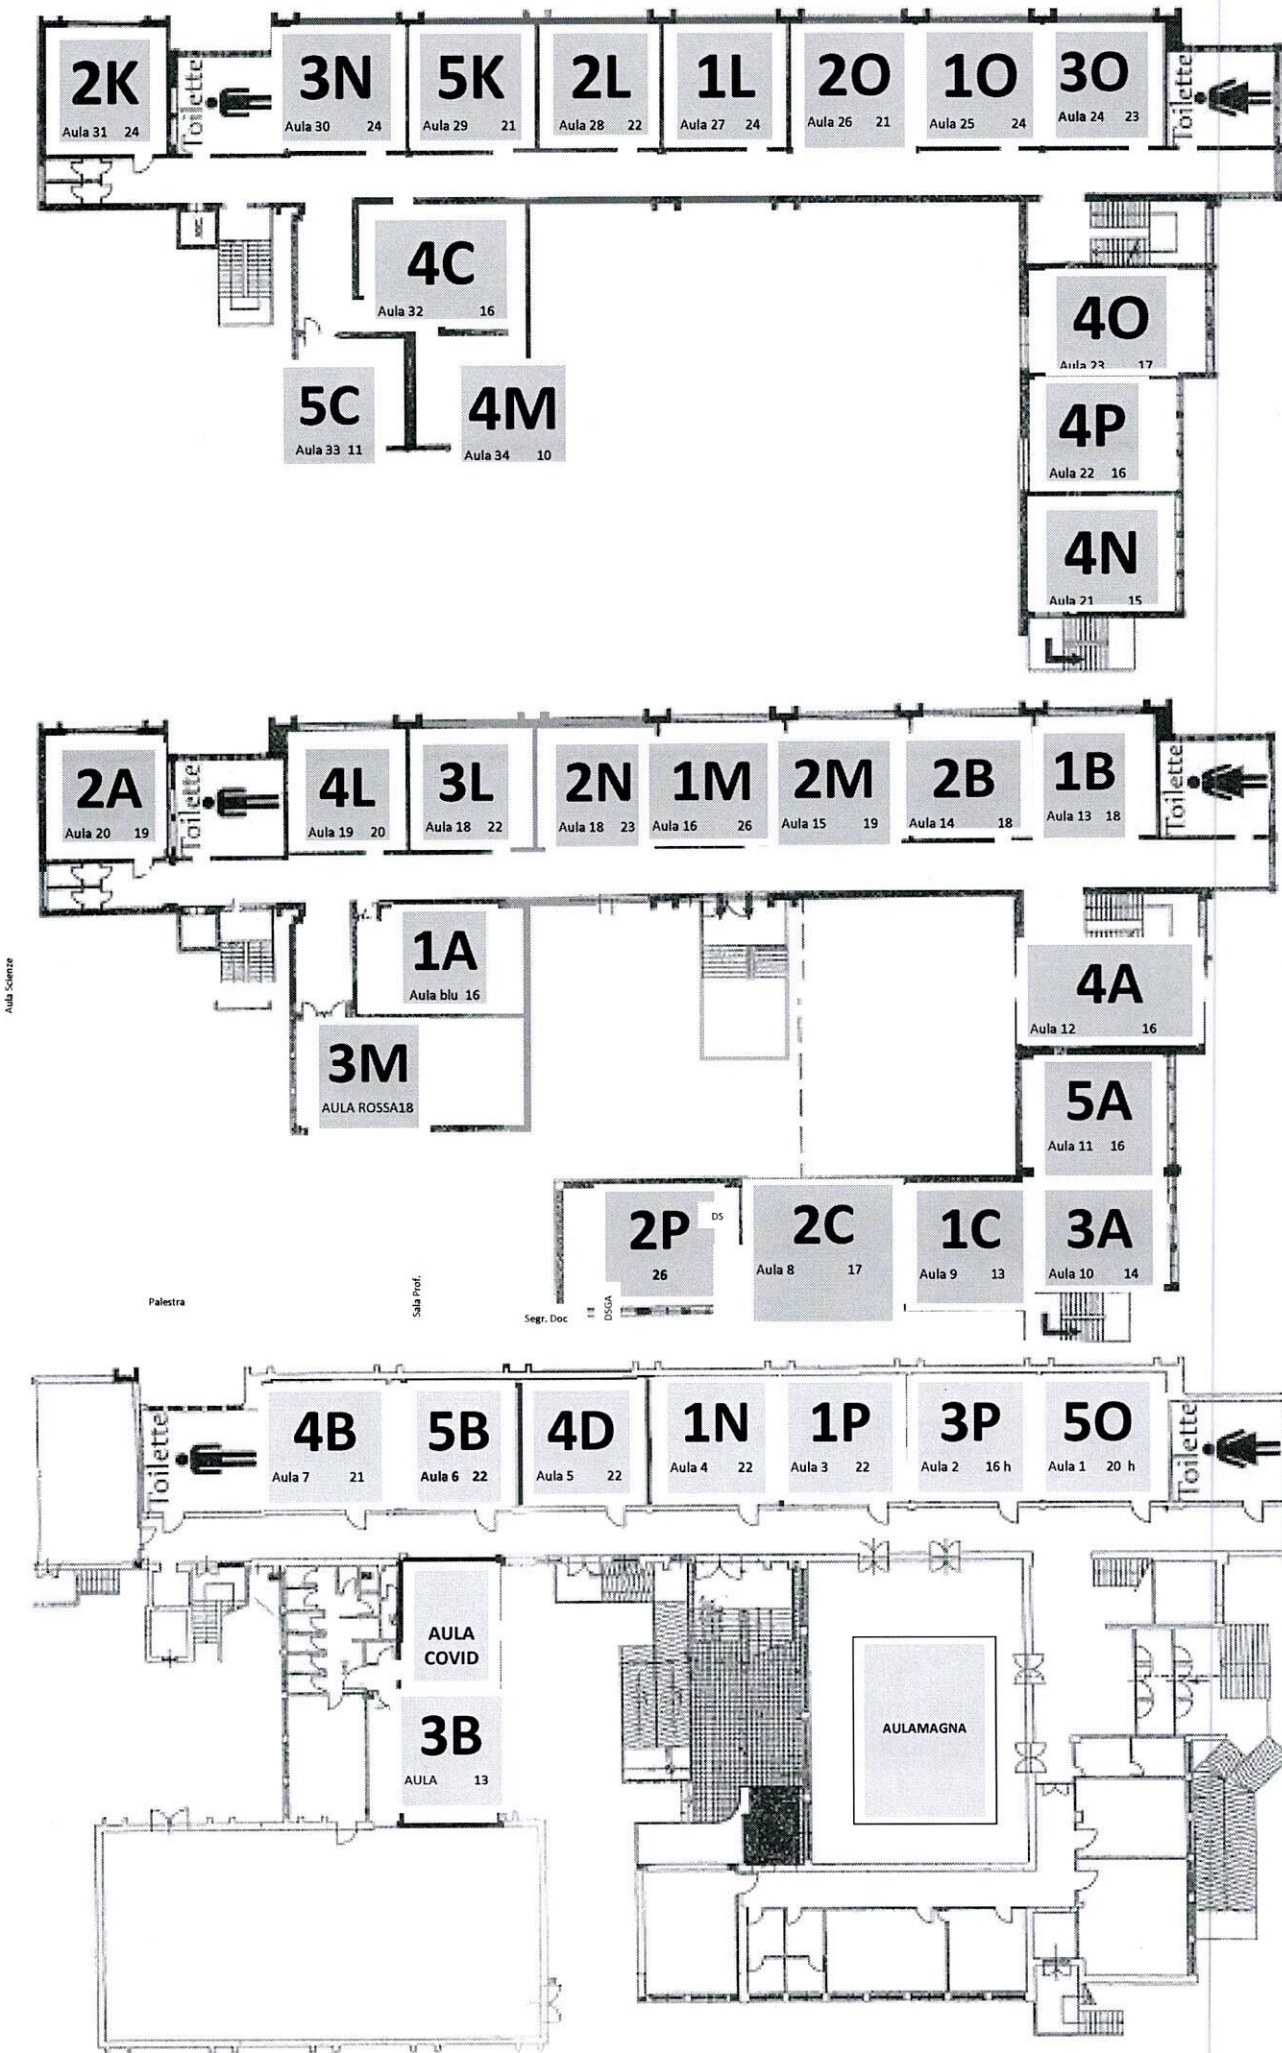 2K
Aula 31 24
Toilette
3N
Aula 30 24
5K
Aula 29 21
2L
Aula 28 22
1L
Aula 27 24
2O
Aula 26 21
1O
Aula 25 24
3O
Aula 24 23
Toilette
4C
Aula 32 16
5C
Aula 33 11
4M
Aula 34 10
4O
Aula 23 17
4P
Aula 22 16
4N
Aula 21 15
2A
Aula 20 19
Toilette
4L
Aula 19 20
3L
Aula 18 22
2N
Aula 18 23
1M
Aula 16 26
2M
Aula 15 19
2B
Aula 14 18
1B
Aula 13 18
Toilette
Aula Scienze
1A
Aula blu 16
3M
AULA ROSSA18
4A
Aula 12 16
5A
Aula 11 16
2P
26
DS
2C
Aula 8 17
1C
Aula 9 13
3A
Aula 10 14
Palestra
Sala Prof.
Segr. Doc
DSGA
Toilette
4B
Aula 7 21
5B
Aula 6 22
4D
Aula 5 22
1N
Aula 4 22
1P
Aula 3 22
3P
Aula 2 16 h
5O
Aula 1 20 h
Toilette
AULA
COVID
3B
AULA 13
AULAMAGNA